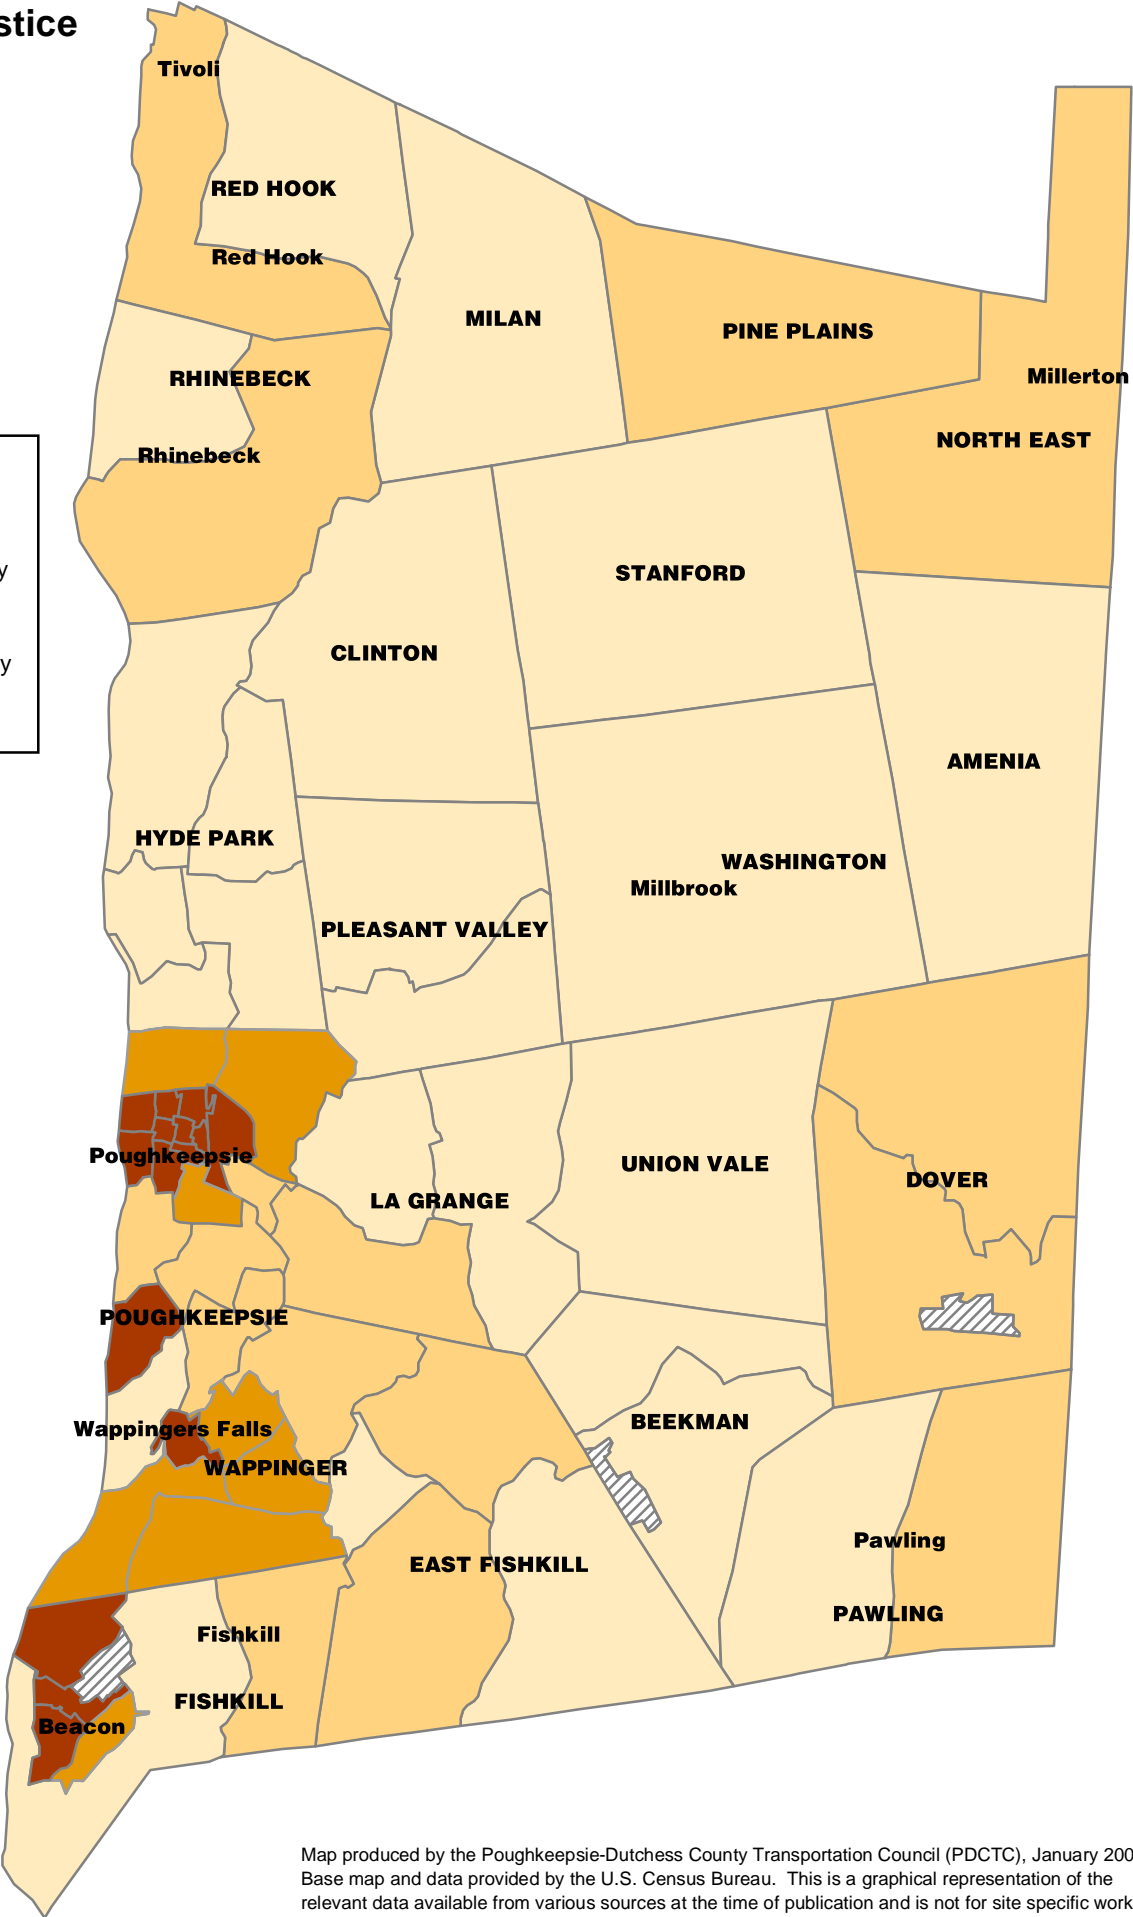 stice
Tivoli
RED HOOK
Red Hook
MILAN
PINE PLAINS
Millerton
RHINEBECK
NORTH EAST
Rhinebeck
y
STANFORD
CLINTON
y
AMENIA
HYDE PARK
WASHINGTON
Millbrook
PLEASANT VALLEY
Poughkeepsie
UNION VALE
DOVER
LA GRANGE
POUGHKEEPSIE
BEEKMAN
Wappingers Falls
WAPPINGER
Pawling
EAST FISHKILL
PAWLING
Fishkill
FISHKILL
Beacon
Map produced by the Poughkeepsie-Dutchess County Transportation Council (PDCTC), January 200
Base map and data provided by the U.S. Census Bureau. This is a graphical representation of the
relevant data available from various sources at the time of publication and is not for site specific work